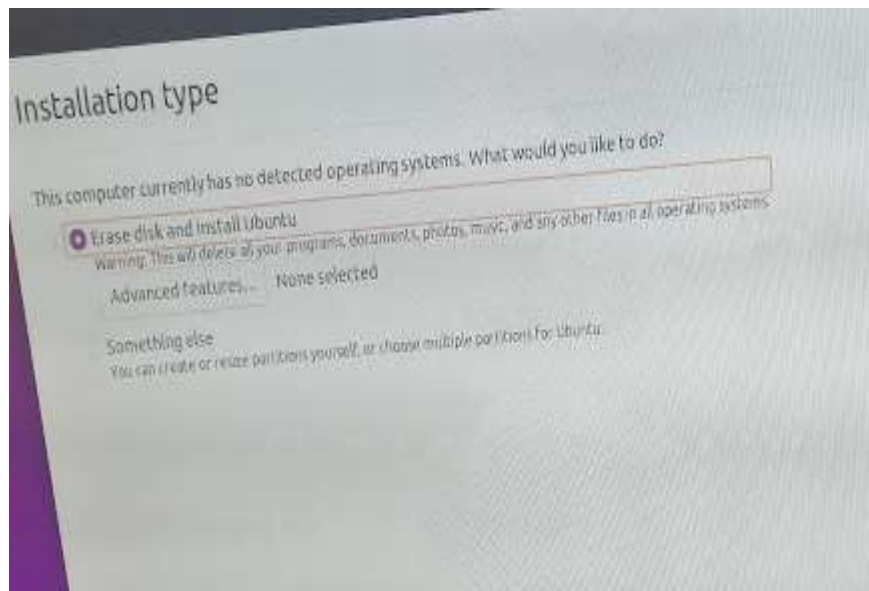 Installation type
This computer currently has no detected operating systems. What would you like to do?
Erase disk and install Ubuntu
Warning: This will delete all your programs, documents, photos, music, and any other files in all operating systems.
Advanced features... None selected
Something else
You can create or resize partitions yourself, or choose multiple partitions for Ubuntu.